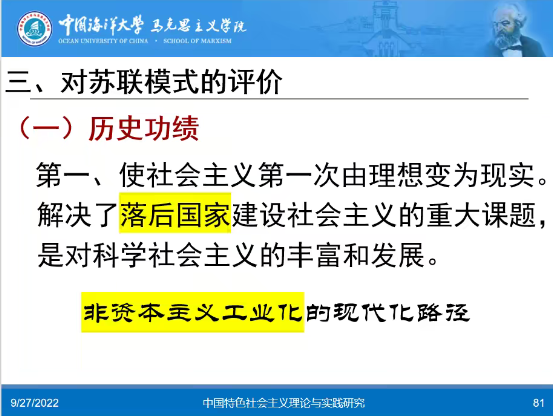 中国海洋大学 马克思主义学院
OCEAN UNIVERSITY OF CHINA · SCHOOL OF MARXISM
三、对苏联模式的评价
（一）历史功绩
第一、使社会主义第一次由理想变为现实。
解决了落后国家建设社会主义的重大课题，
是对科学社会主义的丰富和发展。
非资本主义工业化的现代化路径
9/27/2022 中国特色社会主义理论与实践研究 81